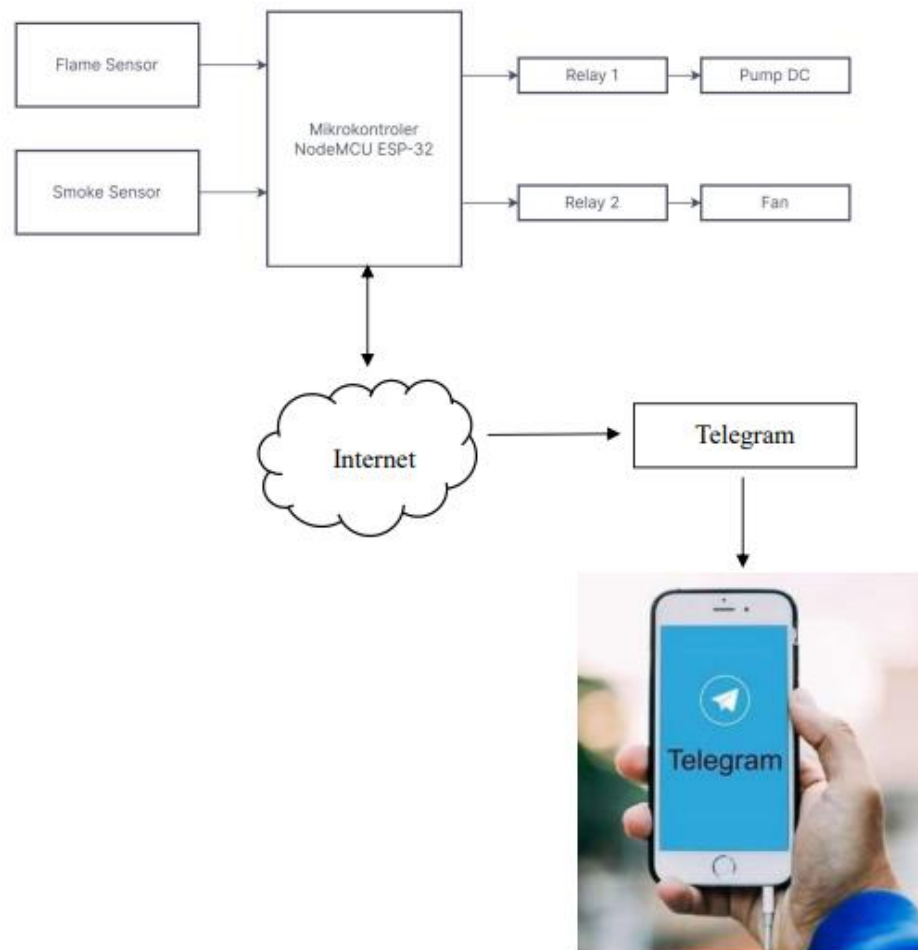 Flame Sensor
Smoke Sensor
Mikrokontroler
NodeMCU ESP-32
Relay 1
Pump DC
Relay 2
Fan
Internet
Telegram
Telegram